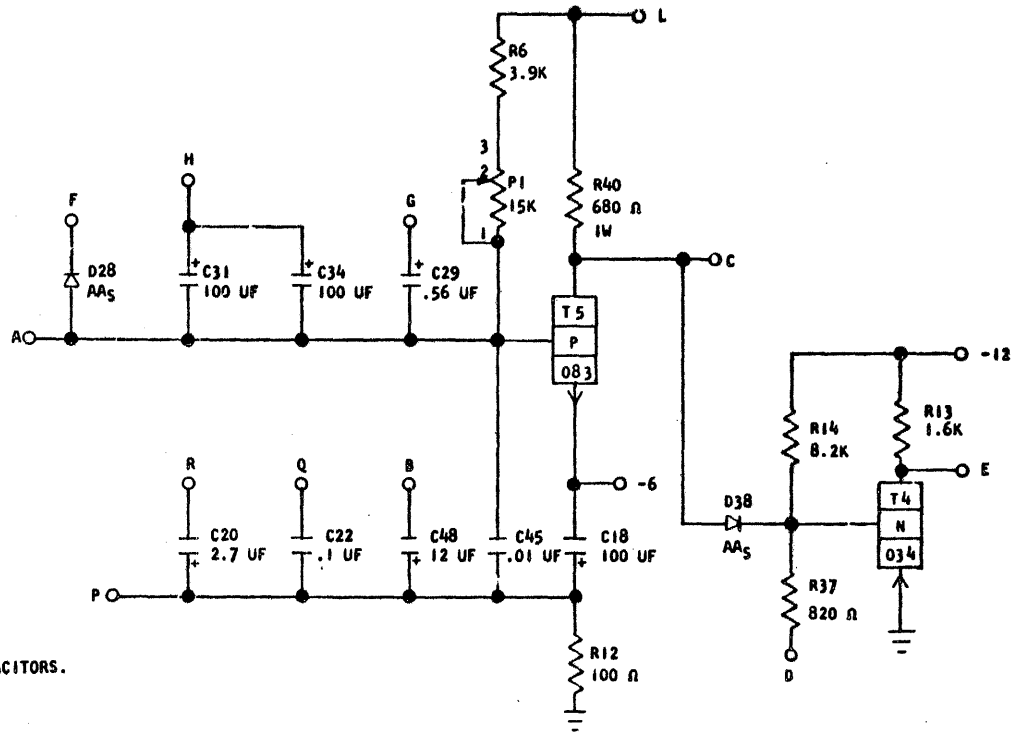 L
R6
3.9K
3
2
P1
15K
1
R40
680 Ω
1W
H
F
G
C
D28
AAS
+
C31
100 UF
+
C34
100 UF
+
C29
.56 UF
T5
P
083
A
-12
R14
8.2K
R13
1.6K
R
Q
B
-6
E
D38
AAS
T4
N
034
C20
2.7 UF
+
C22
.1 UF
C48
12 UF
+
C45
.01 UF
C18
100 UF
+
P
R37
820 Ω
D
R12
100 Ω
CITORS.